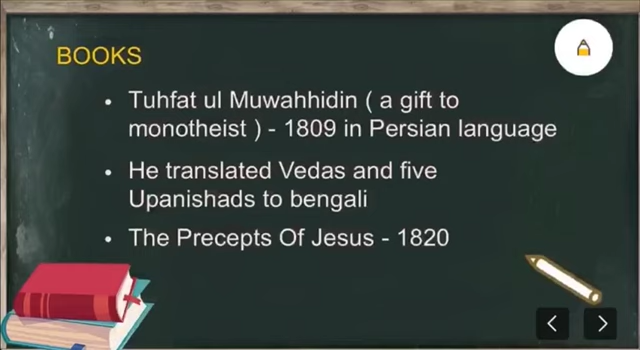 BOOKS
• Tuhfat ul Muwahhidin ( a gift to
monotheist ) - 1809 in Persian language
• He translated Vedas and five
Upanishads to bengali
• The Precepts Of Jesus - 1820